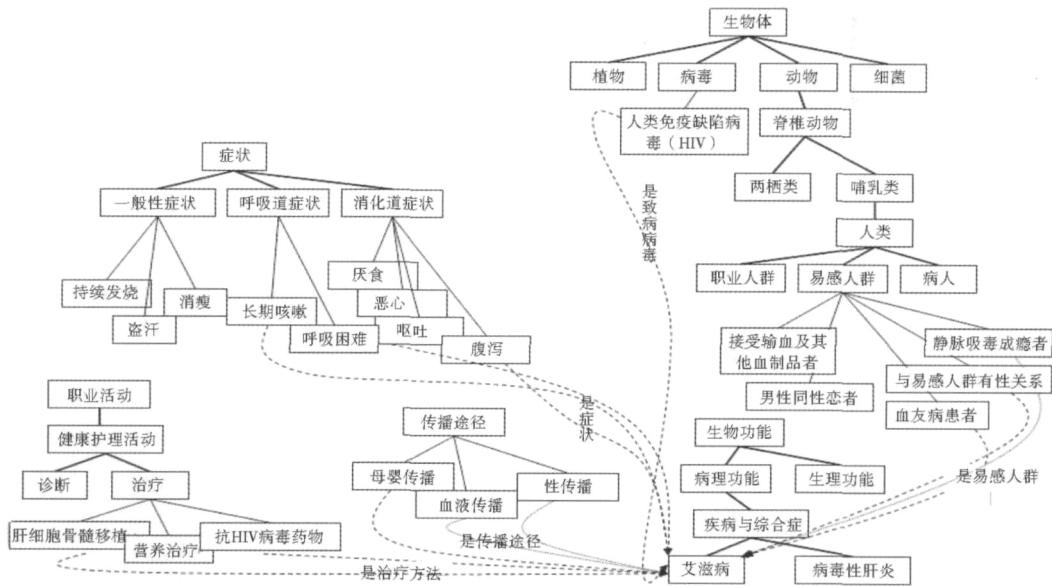 生物体
植物
病毒
动物
细菌
人类免疫缺陷病
毒（HIV）
脊椎动物
症状
两栖类
哺乳类
一般性症状
呼吸道症状
消化道症状
是致病病毒
人类
职业人群
易感人群
病人
持续发烧
消瘦
盗汗
长期咳嗽
呼吸困难
厌食
恶心
呕吐
腹泻
接受输血及其
他血制品者
静脉吸毒成瘾者
男性同性恋者
与易感人群有性关系
血友病患者
职业活动
健康护理活动
诊断
治疗
肝细胞骨髓移植
营养治疗
抗HIV病毒药物
是治疗方法
传播途径
母婴传播
血液传播
性传播
是传播途径
是症状
生物功能
病理功能
生理功能
是易感人群
疾病与综合症
艾滋病
病毒性肝炎